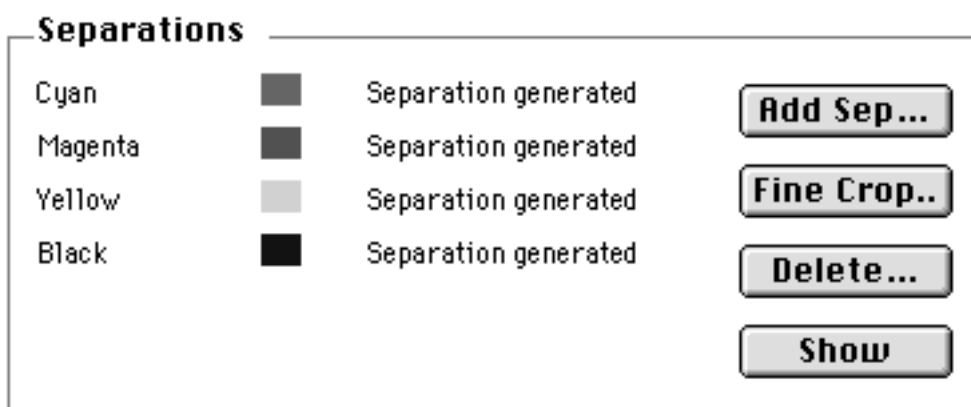 Separations
Cyan Separation generated
Magenta Separation generated
Yellow Separation generated
Black Separation generated
Add Sep...
Fine Crop..
Delete...
Show